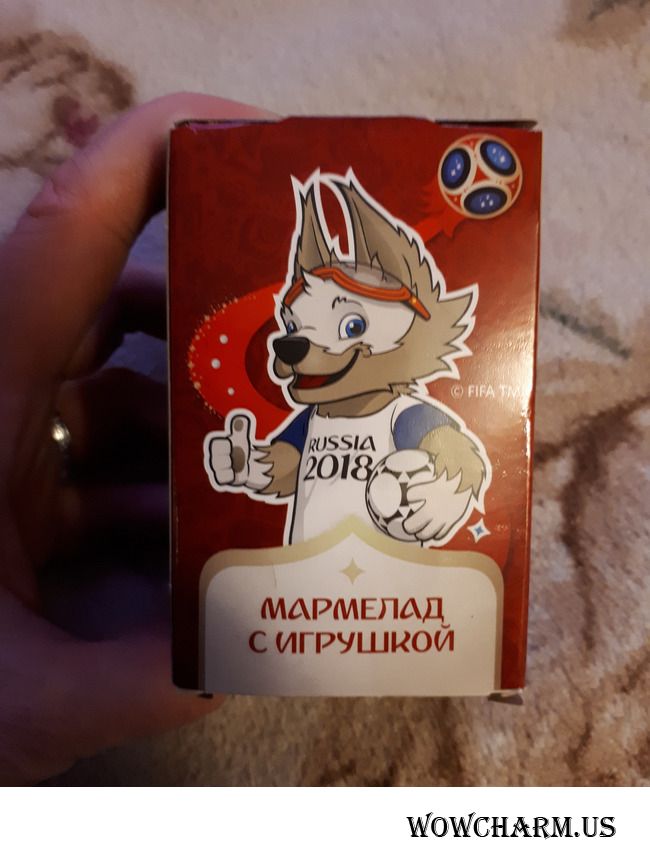 © FIFA TM
RUSSIA
2018
МАРМЕЛАД
С ИГРУШКОЙ
WOWCHARM.US